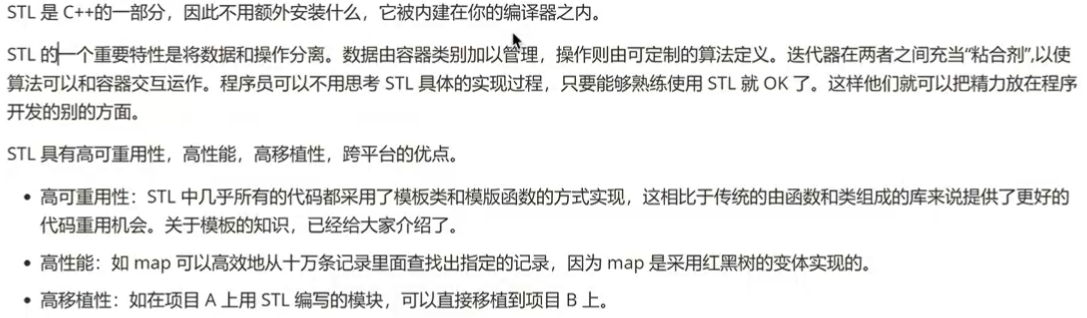 STL 是 C++的一部分，因此不用额外安装什么，它被内建在你的编译器之内。
STL 的一个重要特性是将数据和操作分离。数据由容器类别加以管理，操作则由可定制的算法定义。迭代器在两者之间充当“粘合剂”,以使
算法可以和容器交互运作。程序员可以不用思考 STL 具体的实现过程，只要能够熟练使用 STL 就 OK 了。这样他们就可以把精力放在程序
开发的别的方面。
STL 具有高可重用性，高性能，高移植性，跨平台的优点。
• 高可重用性：STL 中几乎所有的代码都采用了模板类和模版函数的方式实现，这相比于传统的由函数和类组成的库来说提供了更好的
代码重用机会。关于模板的知识，已经给大家介绍了。
• 高性能：如 map 可以高效地从十万条记录里面查找出指定的记录，因为 map 是采用红黑树的变体实现的。
• 高移植性：如在项目 A 上用 STL 编写的模块，可以直接移植到项目 B 上。